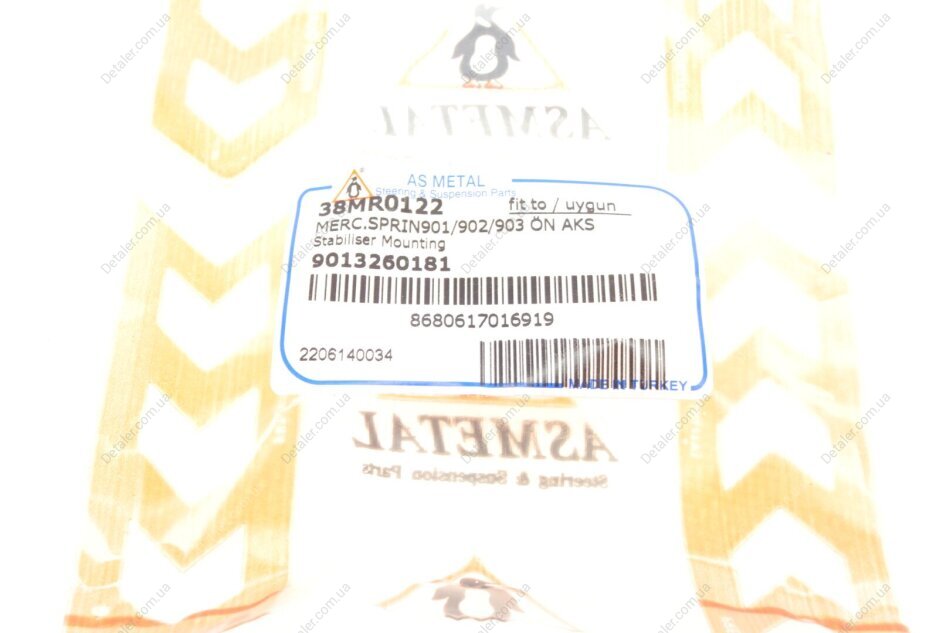 ASMETAL
AS METAL
Steering & Suspension Parts
38MR0122 fit to / uygun
MERC.SPRIN901/902/903 ÖN AKS
Stabiliser Mounting
9013260181
8680617016919
2206140034
MADE IN TURKEY
ASMETAL
Steering & Suspension Parts
Detaler.com.ua